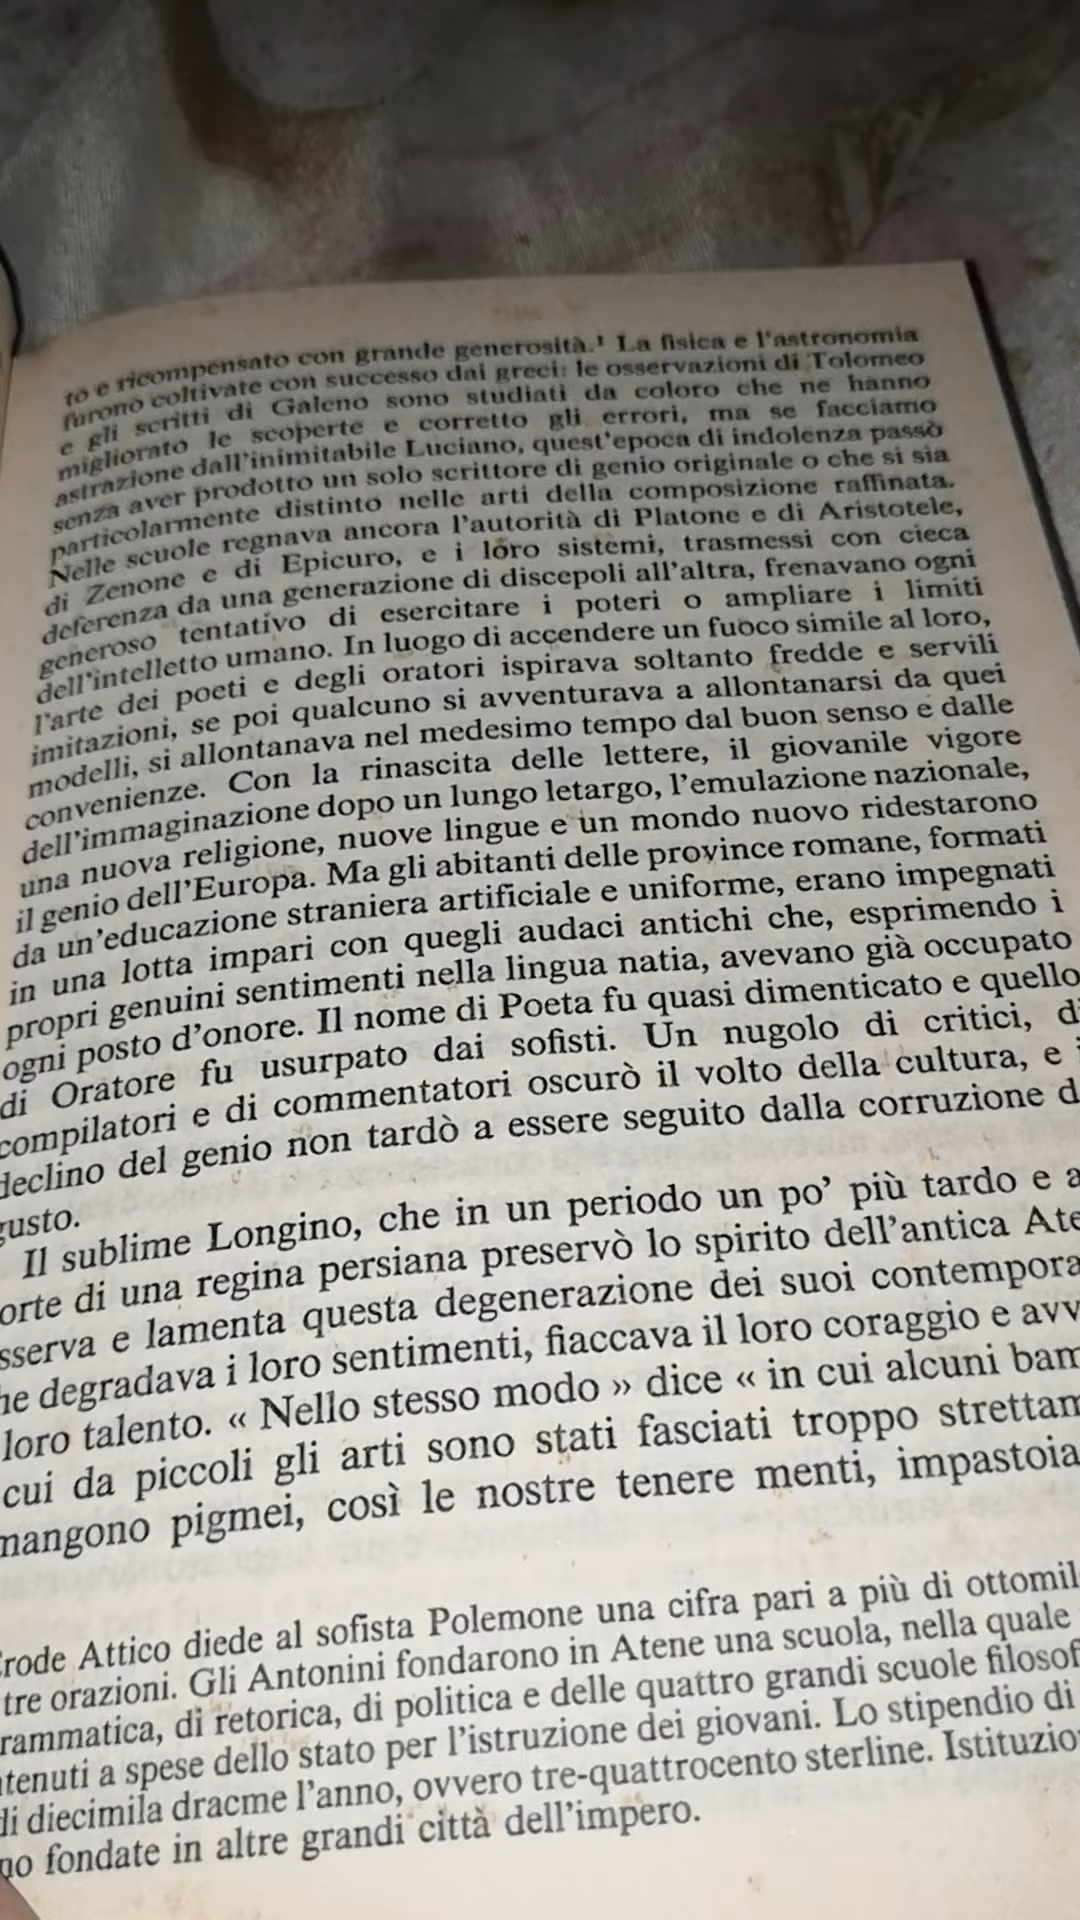 to e ricompensato con grande generosità.¹ La fisica e l'astronomia
furono coltivate con successo dai greci: le osservazioni di Tolomeo
e gli scritti di Galeno sono studiati da coloro che ne hanno
migliorato le scoperte e corretto gli errori, ma se facciamo
astrazione dall'inimitabile Luciano, quest'epoca di indolenza passò
senza aver prodotto un solo scrittore di genio originale o che si sia
particolarmente distinto nelle arti della composizione raffinata.
Nelle scuole regnava ancora l'autorità di Platone e di Aristotele,
di Zenone e di Epicuro, e i loro sistemi, trasmessi con cieca
deferenza da una generazione di discepoli all'altra, frenavano ogni
generoso tentativo di esercitare i poteri o ampliare i limiti
dell'intelletto umano. In luogo di accendere un fuoco simile al loro,
l'arte dei poeti e degli oratori ispirava soltanto fredde e servili
imitazioni, se poi qualcuno si avventurava a allontanarsi da quei
modelli, si allontanava nel medesimo tempo dal buon senso e dalle
convenienze. Con la rinascita delle lettere, il giovanile vigore
dell'immaginazione dopo un lungo letargo, l'emulazione nazionale,
una nuova religione, nuove lingue e un mondo nuovo ridestarono
il genio dell'Europa. Ma gli abitanti delle province romane, formati
da un'educazione straniera artificiale e uniforme, erano impegnati
in una lotta impari con quegli audaci antichi che, esprimendo i
propri genuini sentimenti nella lingua natia, avevano già occupato
ogni posto d'onore. Il nome di Poeta fu quasi dimenticato e quello
di Oratore fu usurpato dai sofisti. Un nugolo di critici, di
compilatori e di commentatori oscurò il volto della cultura, e i
declino del genio non tardò a essere seguito dalla corruzione d
gusto.
Il sublime Longino, che in un periodo un po' più tardo e a
orte di una regina persiana preservò lo spirito dell'antica Ate
sserva e lamenta questa degenerazione dei suoi contempora
he degradava i loro sentimenti, fiaccava il loro coraggio e avv
loro talento. « Nello stesso modo » dice « in cui alcuni bam
cui da piccoli gli arti sono stati fasciati troppo strettam
mangono pigmei, così le nostre tenere menti, impastoia
rode Attico diede al sofista Polemone una cifra pari a più di ottomil
tre orazioni. Gli Antonini fondarono in Atene una scuola, nella quale
rammatica, di retorica, di politica e delle quattro grandi scuole filosof
tenuti a spese dello stato per l'istruzione dei giovani. Lo stipendio di
di diecimila dracme l'anno, ovvero tre-quattrocento sterline. Istituzio
no fondate in altre grandi città dell'impero.